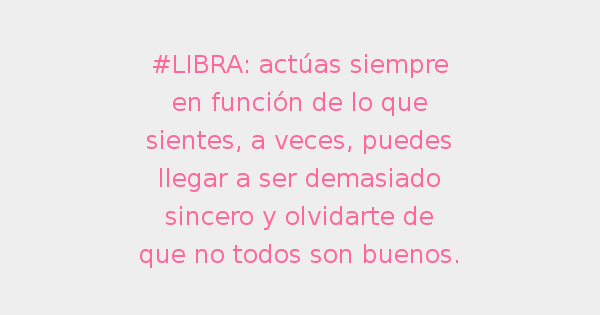 #LIBRA: actúas siempre
en función de lo que
sientes, a veces, puedes
llegar a ser demasiado
sincero y olvidarte de
que no todos son buenos.